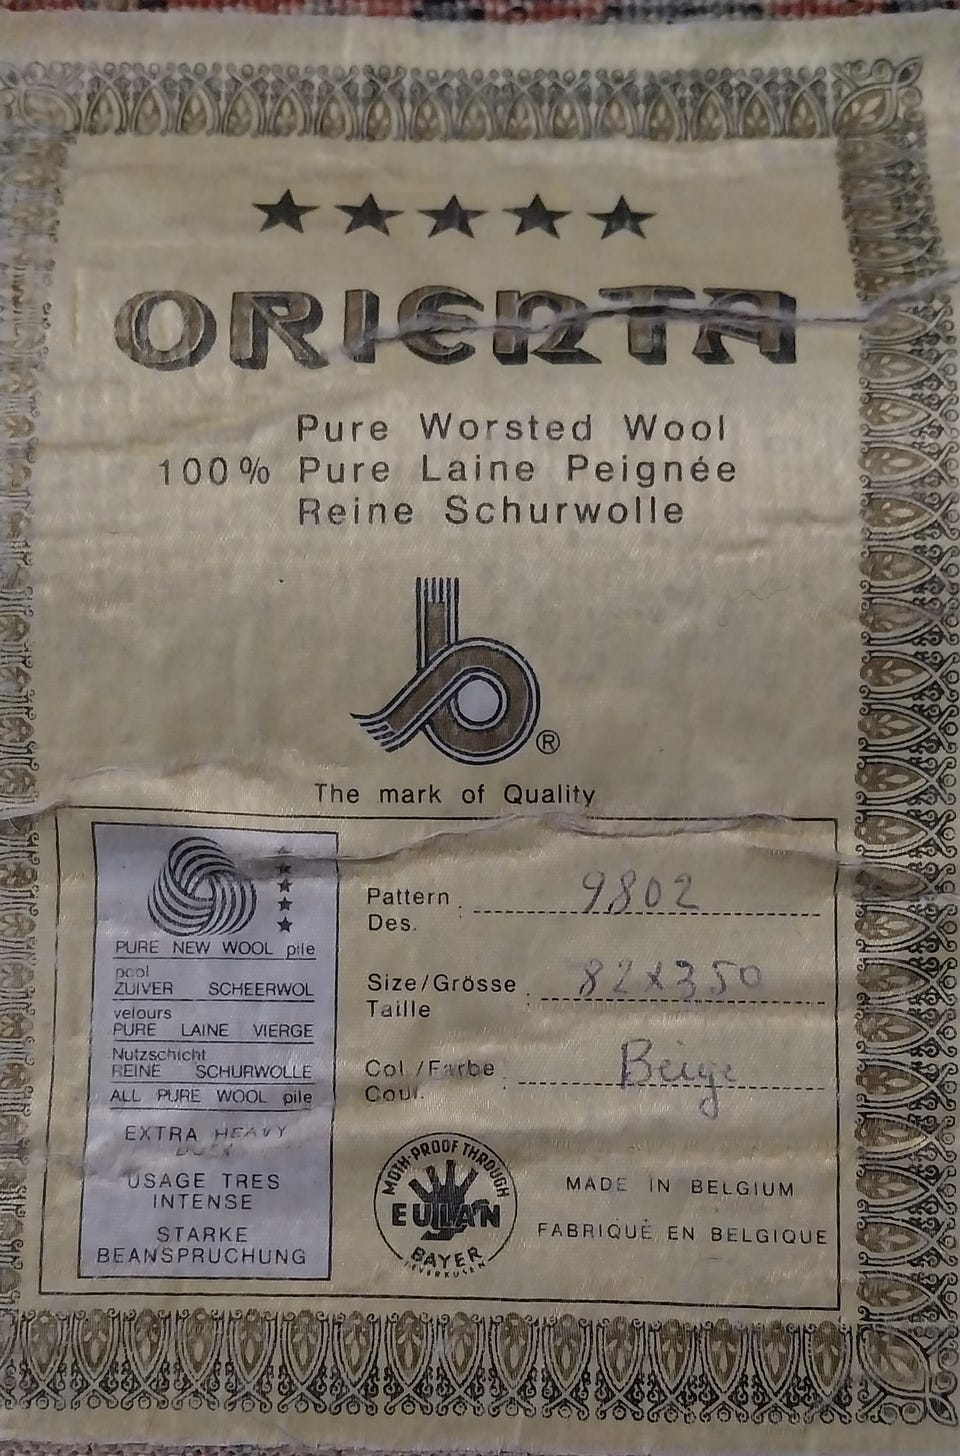 ORIENTA
Pure Worsted Wool
100% Pure Laine Peignée
Reine Schurwolle
b
®
The mark of Quality
PURE NEW WOOL pile
pool
ZUIVER SCHEERWOL
velours
PURE LAINE VIERGE
Nutzschicht
REINE SCHURWOLLE
ALL PURE WOOL pile
EXTRA HEAVY
USAGE TRES
INTENSE
STARKE
BEANSPRUCHUNG
Pattern : 9802
Des.
Size/Grösse : 82x350
Taille
Col./Farbe : Beige
Coul.
MOTH-PROOF THROUGH
EULAN
BAYER
LEVERKUSEN
MADE IN BELGIUM
FABRIQUÉ EN BELGIQUE